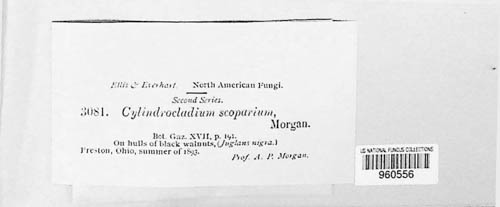 Ellis & Everhart. North American Fungi.
Second Series.
3081. Cylindrocladium scoparium,
Morgan.
Bot. Gaz. XVII, p. 191.
On hulls of black walnuts, (Juglans nigra.)
Preston, Ohio, summer of 1893.
Prof. A. P. Morgan.
US NATIONAL FUNGUS COLLECTIONS
960556